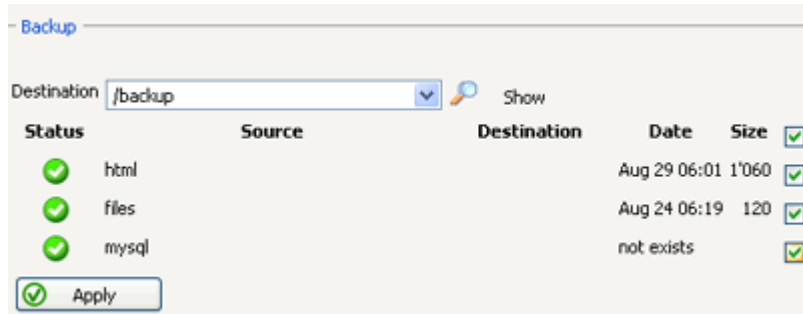 Backup
Destination /backup Show
Status Source Destination Date Size
html Aug 29 06:01 1'060
files Aug 24 06:19 120
mysql not exists
Apply